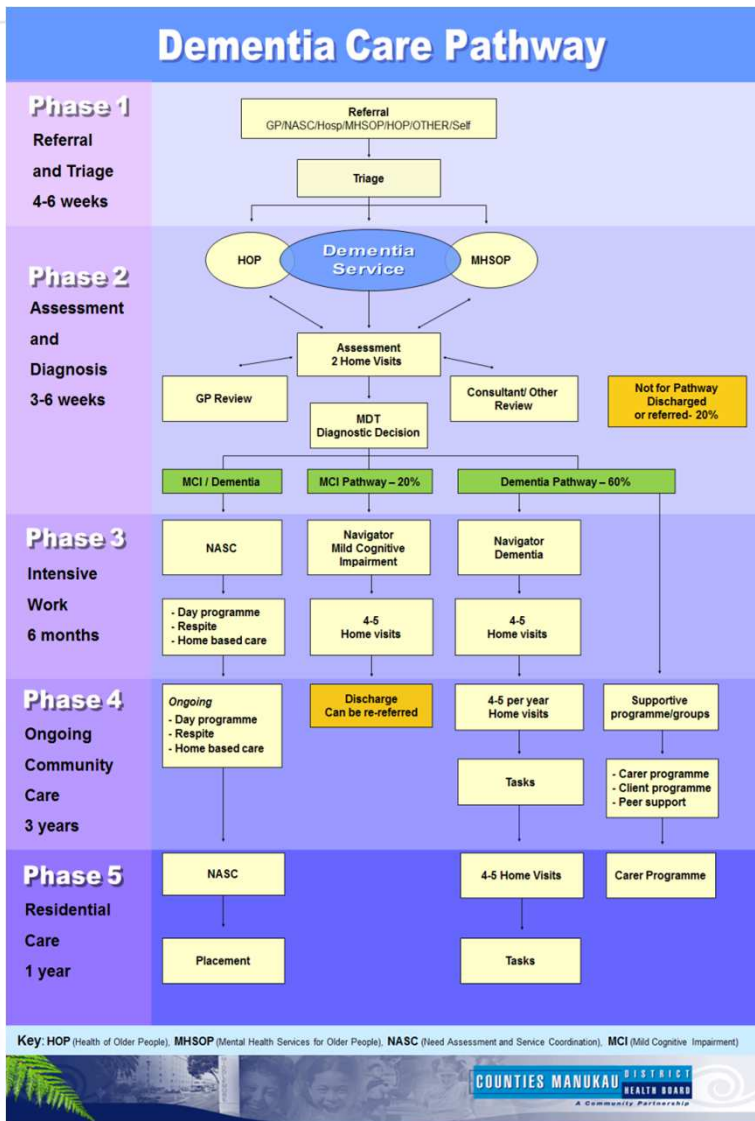 Dementia Care Pathway
Phase 1
Referral
and Triage
4-6 weeks
Referral
GP/NASC/Hosp/MHSOP/HOP/OTHER/Self
Triage
Phase 2
Assessment
and
Diagnosis
3-6 weeks
HOP
Dementia
Service
MHSOP
Assessment
2 Home Visits
GP Review
Consultant/ Other
Review
Not for Pathway
Discharged
or referred- 20%
MDT
Diagnostic Decision
MCI / Dementia
MCI Pathway – 20%
Dementia Pathway – 60%
Phase 3
Intensive
Work
6 months
NASC
Navigator
Mild Cognitive
Impairment
Navigator
Dementia
- Day programme
- Respite
- Home based care
4-5
Home visits
4-5
Home visits
Phase 4
Ongoing
Community
Care
3 years
Ongoing
- Day programme
- Respite
- Home based care
Discharge
Can be re-referred
4-5 per year
Home visits
Supportive
programme/groups
Tasks
- Carer programme
- Client programme
- Peer support
Phase 5
Residential
Care
1 year
NASC
4-5 Home Visits
Carer Programme
Placement
Tasks
Key: HOP (Health of Older People), MHSOP (Mental Health Services for Older People), NASC (Need Assessment and Service Coordination), MCI (Mild Cognitive Impairment)
COUNTIES MANUKAU DISTRICT
HEALTH BOARD
A Community Partnership